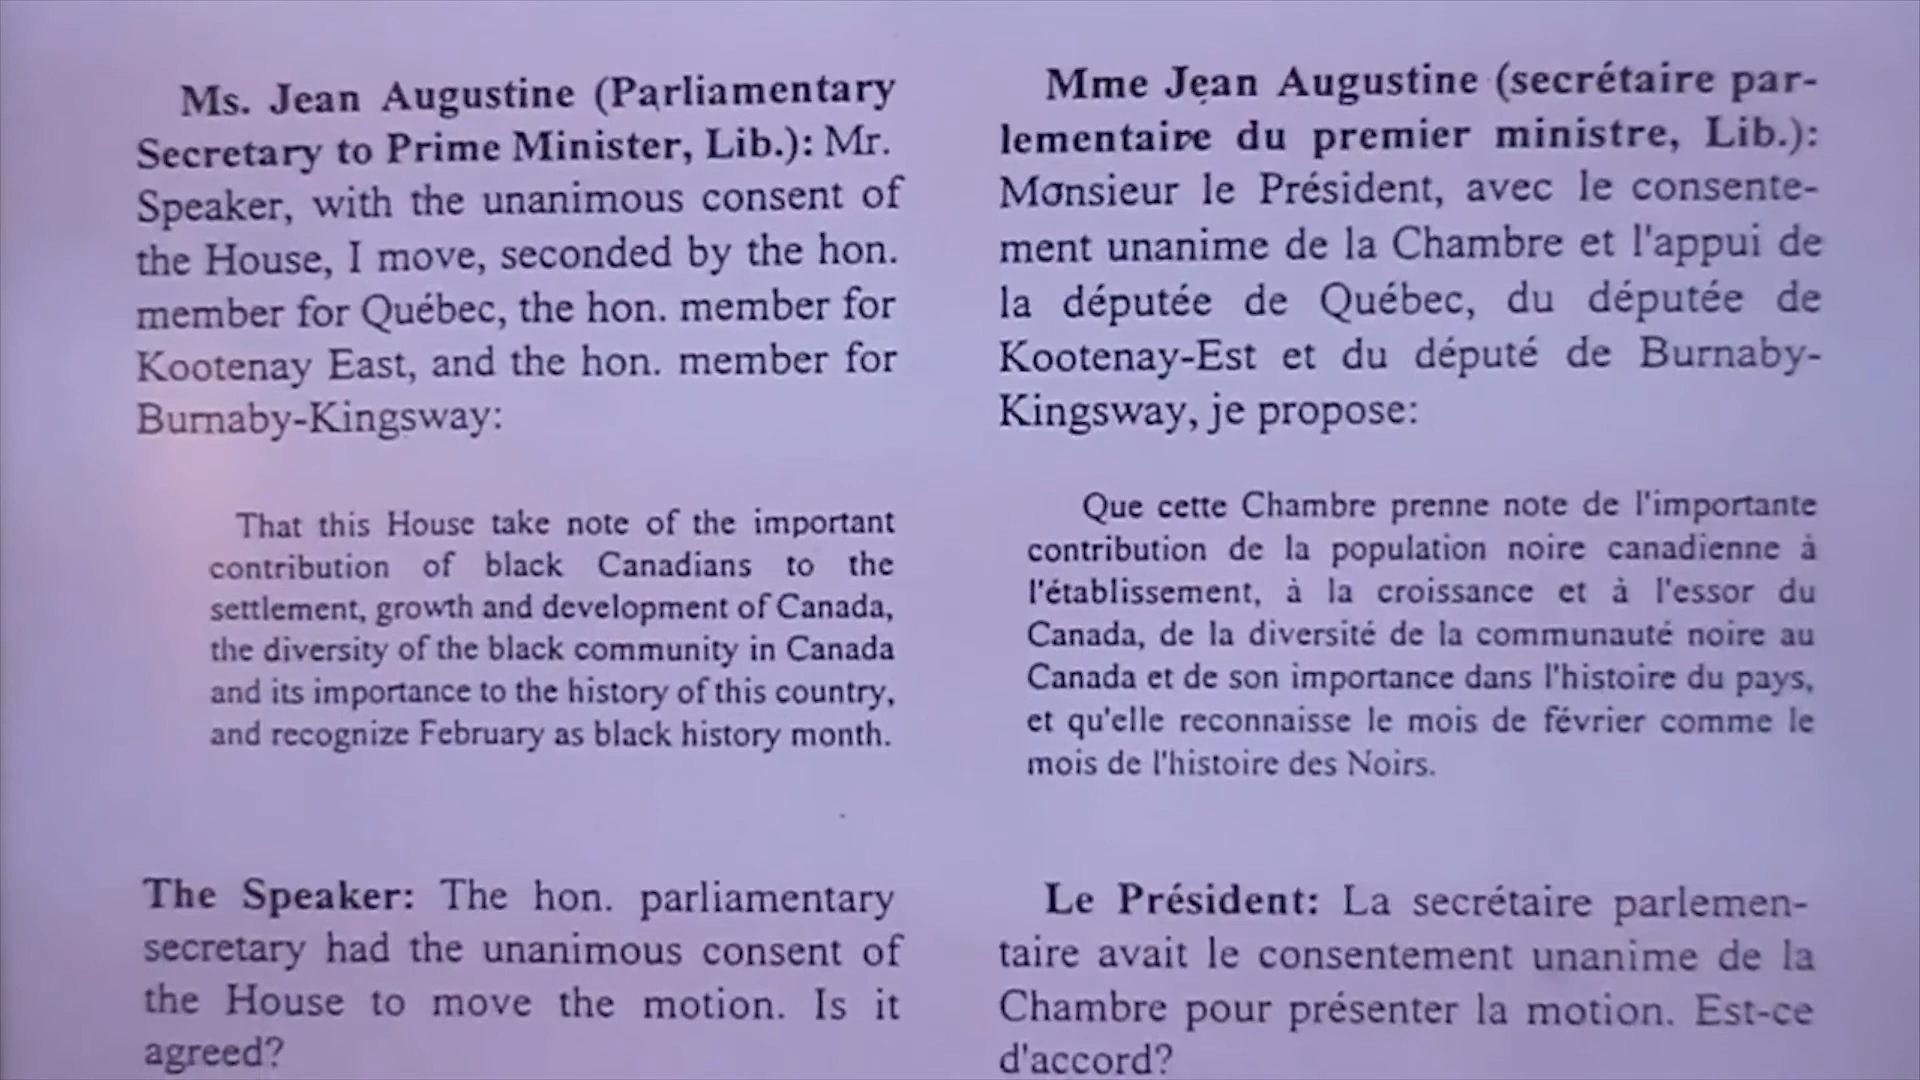 Ms. Jean Augustine (Parliamentary
Secretary to Prime Minister, Lib.): Mr.
Speaker, with the unanimous consent of
the House, I move, seconded by the hon.
member for Québec, the hon. member for
Kootenay East, and the hon. member for
Burnaby-Kingsway:
That this House take note of the important
contribution of black Canadians to the
settlement, growth and development of Canada,
the diversity of the black community in Canada
and its importance to the history of this country,
and recognize February as black history month.
The Speaker: The hon. parliamentary
secretary had the unanimous consent of
the House to move the motion. Is it
agreed?
Mme Jean Augustine (secrétaire par-
lementaire du premier ministre, Lib.):
Monsieur le Président, avec le consente-
ment unanime de la Chambre et l'appui de
la députée de Québec, du députée de
Kootenay-Est et du député de Burnaby-
Kingsway, je propose:
Que cette Chambre prenne note de l'importante
contribution de la population noire canadienne à
l'établissement, à la croissance et à l'essor du
Canada, de la diversité de la communauté noire au
Canada et de son importance dans l'histoire du pays,
et qu'elle reconnaisse le mois de février comme le
mois de l'histoire des Noirs.
Le Président: La secrétaire parlemen-
taire avait le consentement unanime de la
Chambre pour présenter la motion. Est-ce
d'accord?